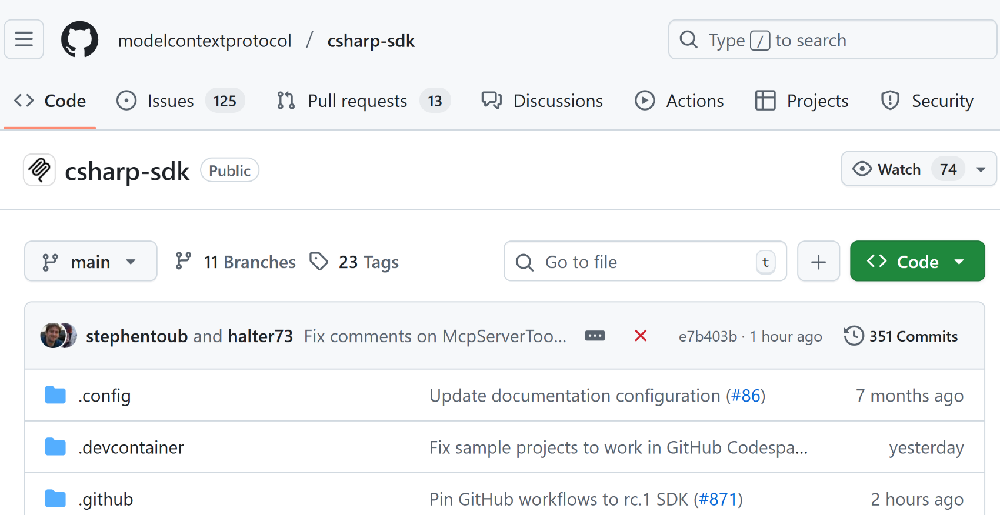 modelcontextprotocol / csharp-sdk
Type / to search
Code Issues 125 Pull requests 13 Discussions Actions Projects Security
csharp-sdk Public
Watch 74
main 11 Branches 23 Tags
Go to file t
Code
stephentoub and halter73 Fix comments on McpServerToo... e7b403b · 1 hour ago 351 Commits
.config Update documentation configuration (#86) 7 months ago
.devcontainer Fix sample projects to work in GitHub Codespa... yesterday
.github Pin GitHub workflows to rc.1 SDK (#871) 2 hours ago